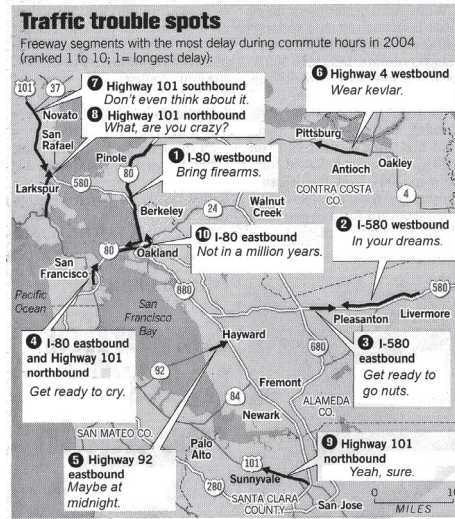 Traffic trouble spots
Freeway segments with the most delay during commute hours in 2004
(ranked 1 to 10; 1= longest delay):
101
37
7 Highway 101 southbound
Don't even think about it.
8 Highway 101 northbound
What, are you crazy?
6 Highway 4 westbound
Wear kevlar.
Novato
San
Rafael
Larkspur
580
Pinole
80
Pittsburg
Antioch
Oakley
CONTRA COSTA
CO.
4
1 I-80 westbound
Bring firearms.
Berkeley
24
Walnut
Creek
2 I-580 westbound
In your dreams.
10 I-80 eastbound
Not in a million years.
80
Oakland
San
Francisco
Pacific
Ocean
San
Francisco
Bay
880
580
Pleasanton
Livermore
4 I-80 eastbound
and Highway 101
northbound
Get ready to cry.
Hayward
680
3 I-580
eastbound
Get ready to
go nuts.
92
84
Fremont
Newark
ALAMEDA
CO.
SAN MATEO CO.
Palo
Alto
5 Highway 92
eastbound
Maybe at
midnight.
101
Sunnyvale
280
9 Highway 101
northbound
Yeah, sure.
SANTA CLARA
COUNTY
San Jose
0
MILES